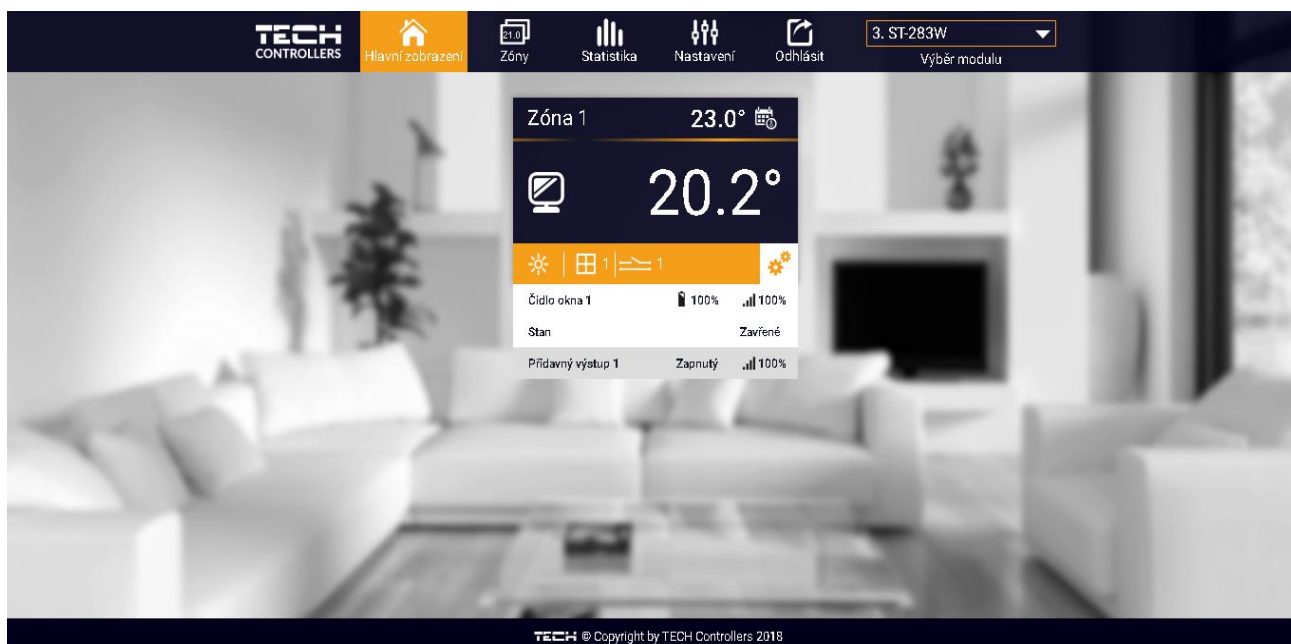 TECH
CONTROLLERS
Hlavní zobrazení
21.0
Zóny
Statistika
Nastavení
Odhlásit
3. ST-283W
Výběr modulu
Zóna 1 23.0°
20.2°
1 1
Čidlo okna 1 100% 100%
Stan Zavřené
Přídavný výstup 1 Zapnutý 100%
TECH © Copyright by TECH Controllers 2018